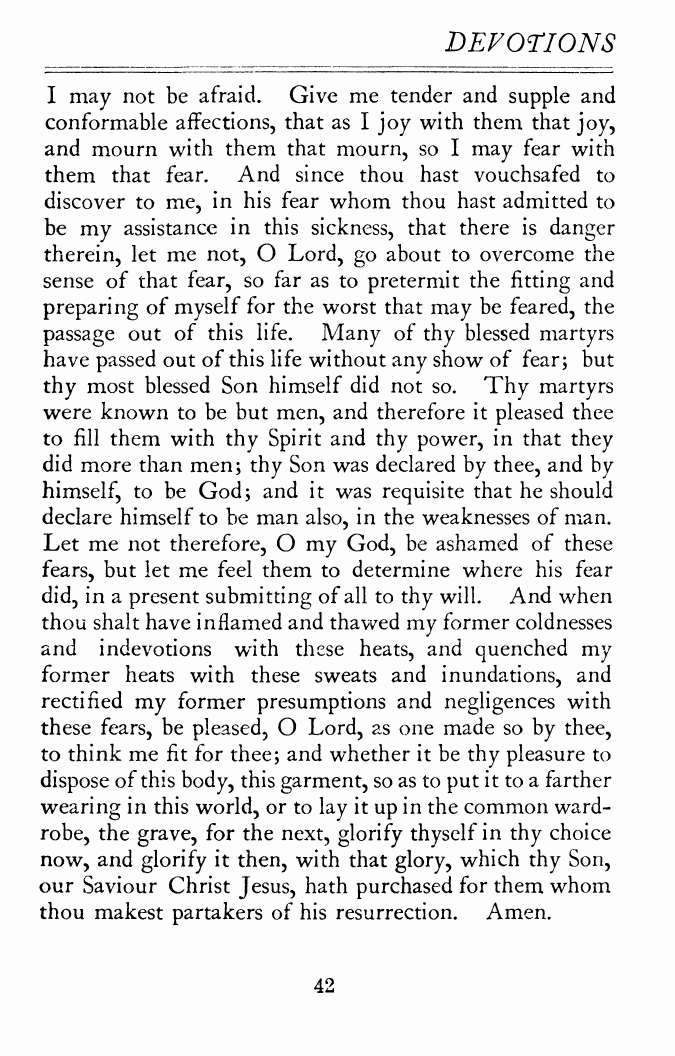 DEVOTIONS
I may not be afraid. Give me tender and supple and
conformable affections, that as I joy with them that joy,
and mourn with them that mourn, so I may fear with
them that fear. And since thou hast vouchsafed to
discover to me, in his fear whom thou hast admitted to
be my assistance in this sickness, that there is danger
therein, let me not, O Lord, go about to overcome the
sense of that fear, so far as to pretermit the fitting and
preparing of myself for the worst that may be feared, the
passage out of this life. Many of thy blessed martyrs
have passed out of this life without any show of fear; but
thy most blessed Son himself did not so. Thy martyrs
were known to be but men, and therefore it pleased thee
to fill them with thy Spirit and thy power, in that they
did more than men; thy Son was declared by thee, and by
himself, to be God; and it was requisite that he should
declare himself to be man also, in the weaknesses of man.
Let me not therefore, O my God, be ashamed of these
fears, but let me feel them to determine where his fear
did, in a present submitting of all to thy will. And when
thou shalt have inflamed and thawed my former coldnesses
and indevotions with these heats, and quenched my
former heats with these sweats and inundations, and
rectified my former presumptions and negligences with
these fears, be pleased, O Lord, as one made so by thee,
to think me fit for thee; and whether it be thy pleasure to
dispose of this body, this garment, so as to put it to a farther
wearing in this world, or to lay it up in the common ward-
robe, the grave, for the next, glorify thyself in thy choice
now, and glorify it then, with that glory, which thy Son,
our Saviour Christ Jesus, hath purchased for them whom
thou makest partakers of his resurrection. Amen.
42